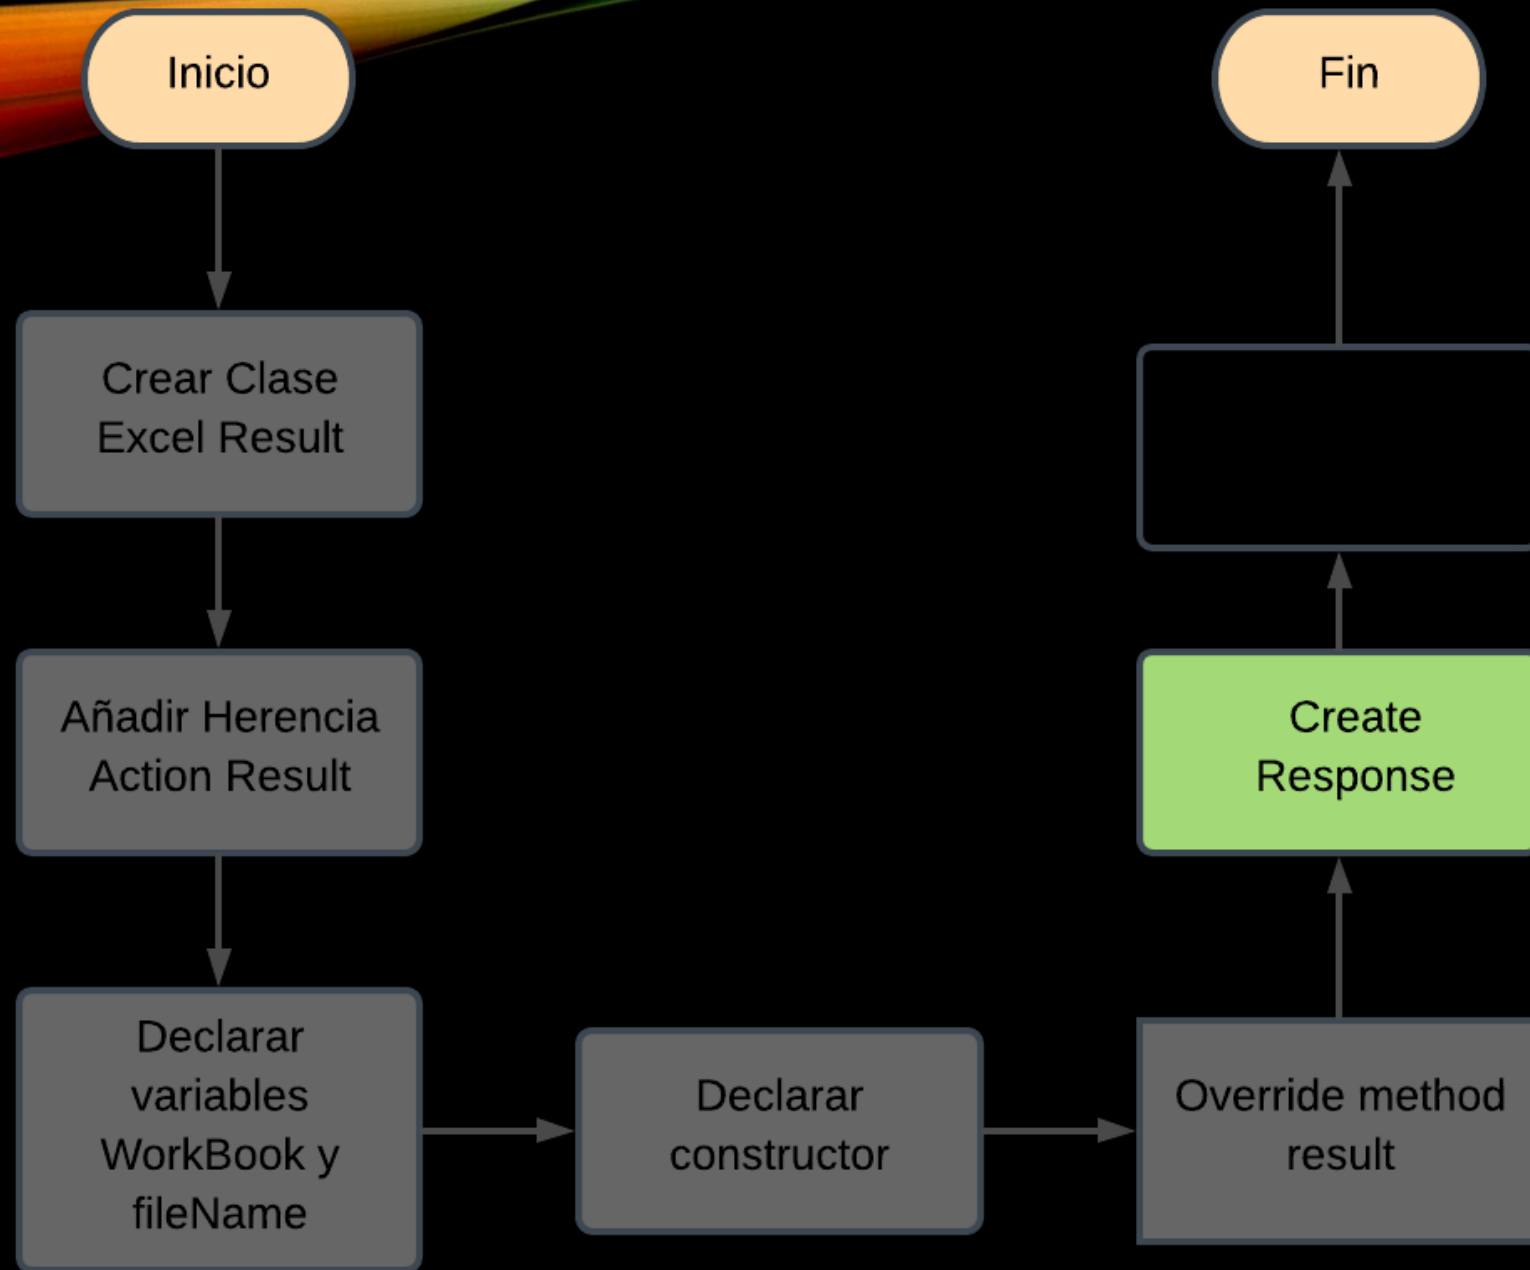 Inicio
Crear Clase
Excel Result
Añadir Herencia
Action Result
Declarar
variables
WorkBook y
fileName
Declarar
constructor
Override method
result
Create
Response
Fin